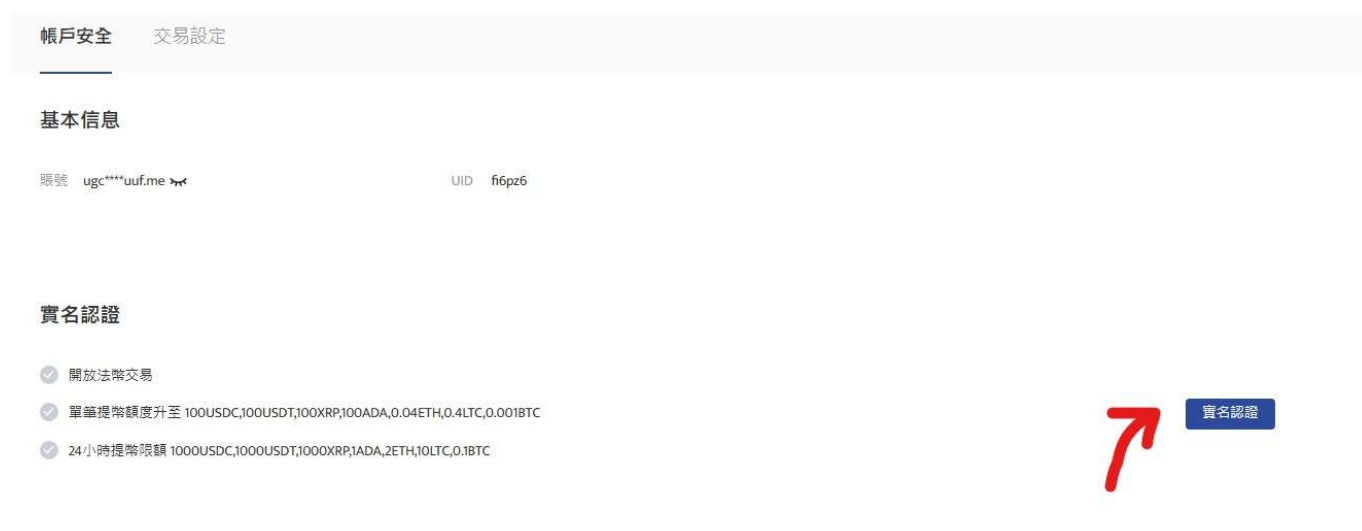 帳戶安全 交易設定
基本信息
賬號 ugc****uuf.me UID fi6pz6
實名認證
開放法幣交易
單筆提幣額度升至 100USDC,100USDT,100XRP,100ADA,0.04ETH,0.4LTC,0.001BTC
實名認證
24小時提幣限額 1000USDC,1000USDT,1000XRP,1ADA,2ETH,10LTC,0.1BTC